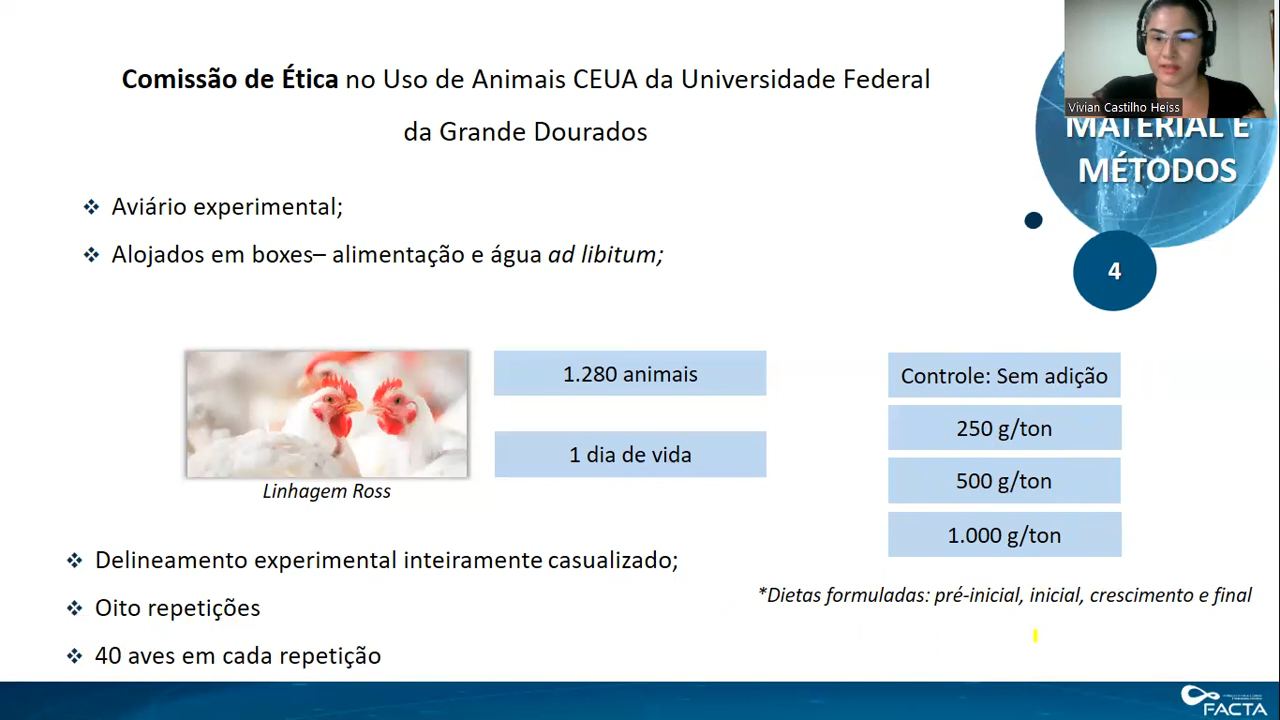 Comissão de Ética no Uso de Animais CEUA da Universidade Federal
da Grande Dourados
Vívian Castilho Heiss
MATERIAL E
MÉTODOS
4
❖ Aviário experimental;
❖ Alojados em boxes– alimentação e água ad libitum;
1.280 animais
1 dia de vida
Linhagem Ross
Controle: Sem adição
250 g/ton
500 g/ton
1.000 g/ton
*Dietas formuladas: pré-inicial, inicial, crescimento e final
❖ Delineamento experimental inteiramente casualizado;
❖ Oito repetições
❖ 40 aves em cada repetição
FACTA